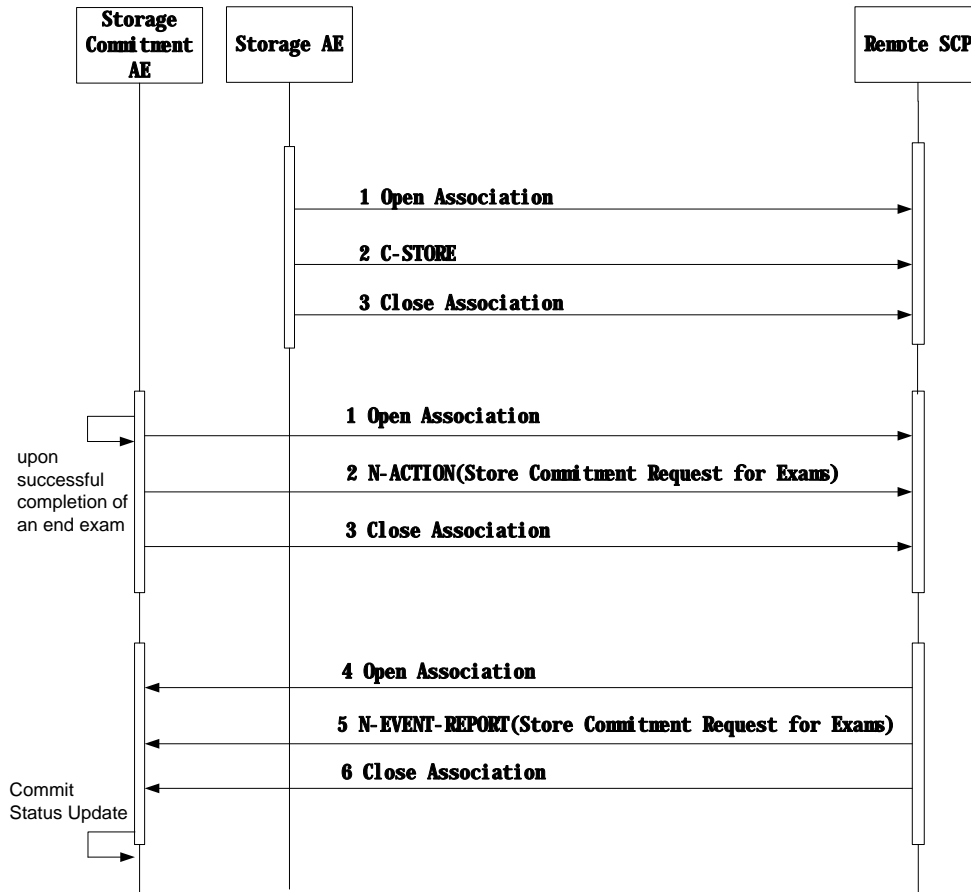 Storage
Commitment
AE
Storage AE
Remote SCP
1 Open Association
2 C-STORE
3 Close Association
upon
successful
completion of
an end exam
1 Open Association
2 N-ACTION(Store Commitment Request for Exams)
3 Close Association
4 Open Association
5 N-EVENT-REPORT(Store Commitment Request for Exams)
6 Close Association
Commit
Status Update